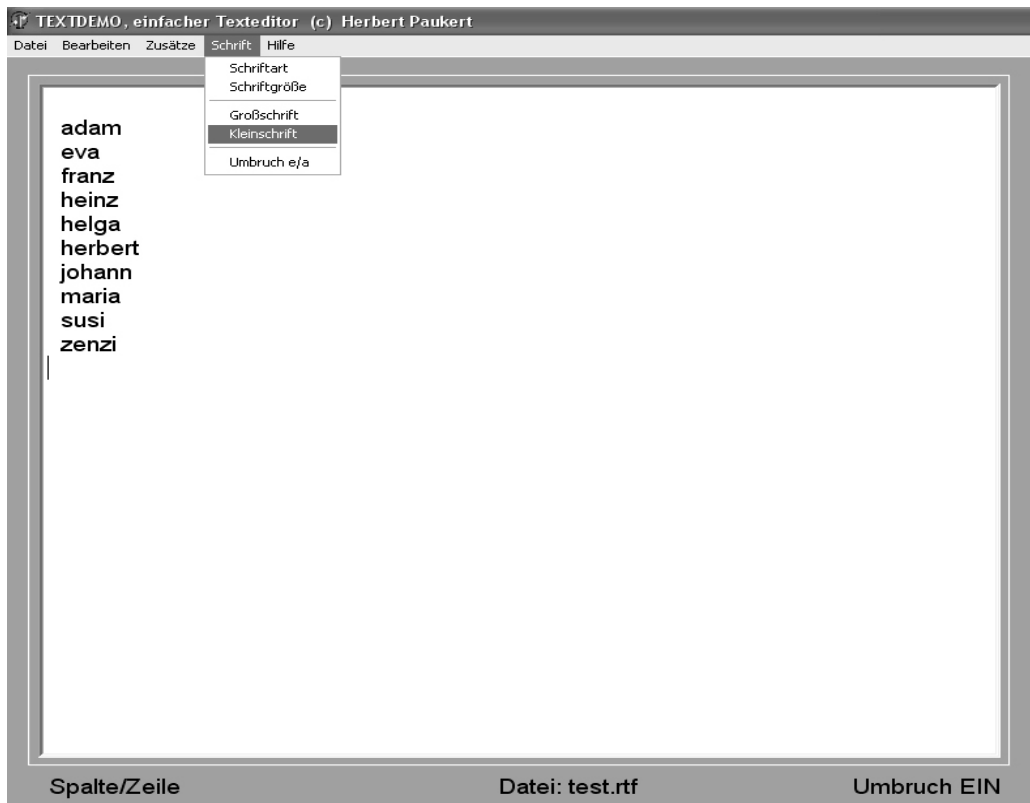 TEXTDEMO, einfacher Texteditor (c) Herbert Paukert
Datei Bearbeiten Zusätze Schrift Hilfe
Schriftart
Schriftgröße
Großschrift
Kleinschrift
Umbruch e/a
adam
eva
franz
heinz
helga
herbert
johann
maria
susi
zenzi
Spalte/Zeile Datei: test.rtf Umbruch EIN